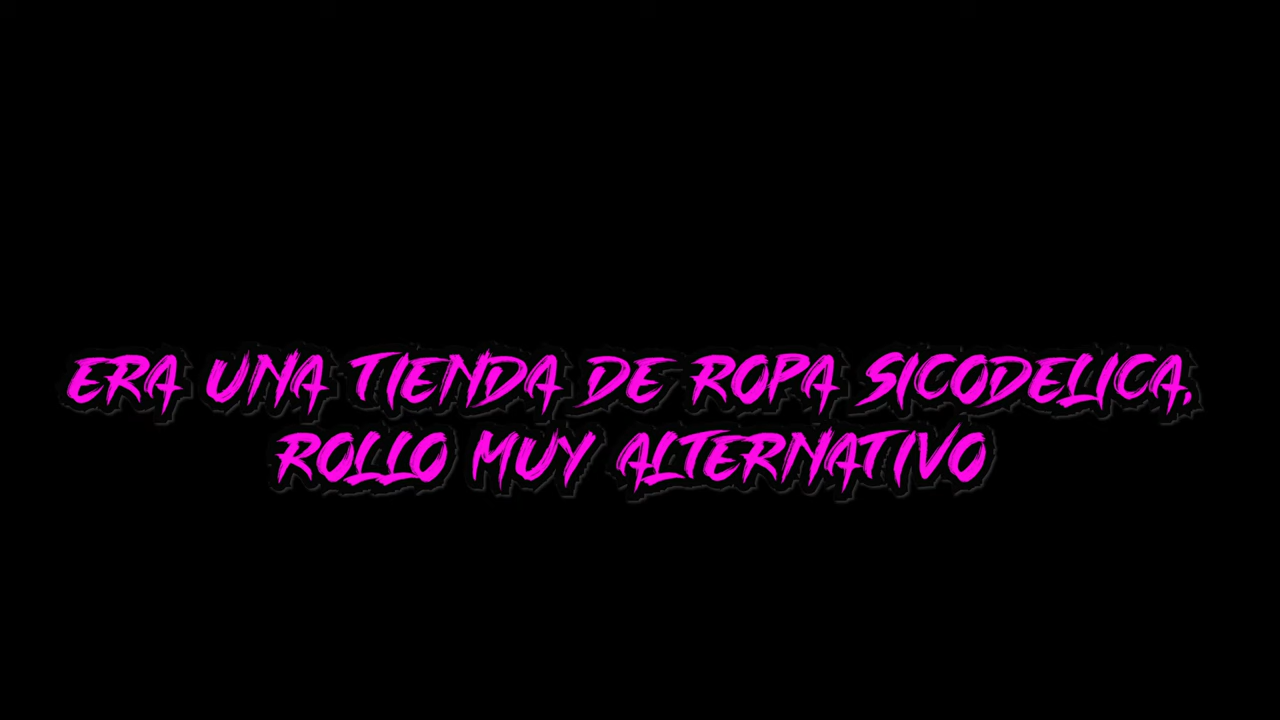 ERA UNA TIENDA DE ROPA SICODELICA,
ROLLO MUY ALTERNATIVO